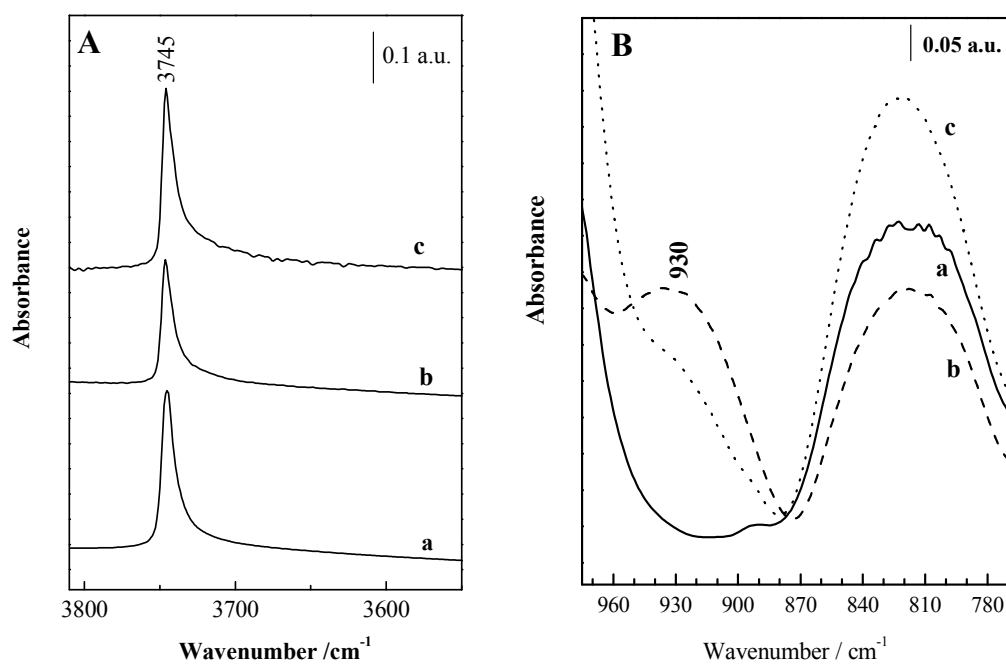 A
3745
0.1 a.u.
c
b
a
Absorbance
3800 3700 3600
Wavenumber /cm-1
B
0.05 a.u.
c
930
a
b
Absorbance
960 930 900 870 840 810 780
Wavenumber / cm-1